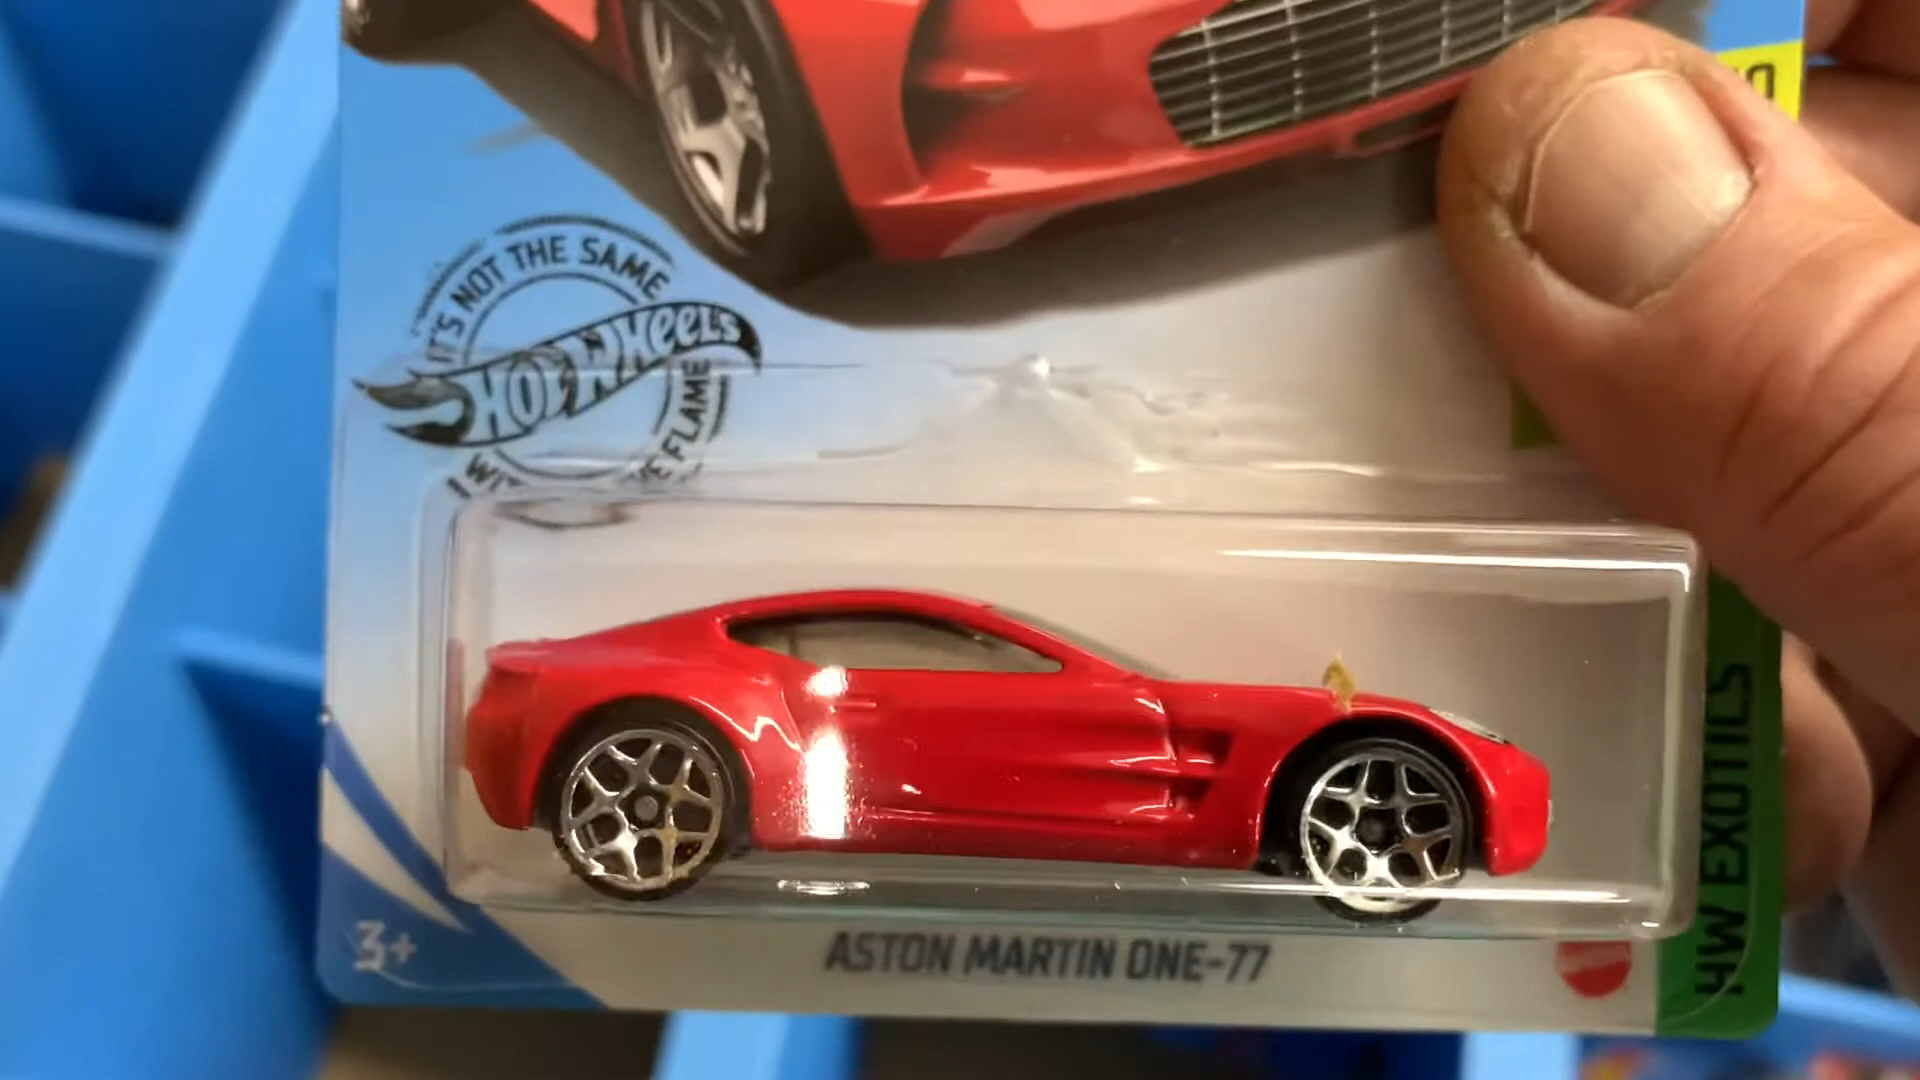 IT'S NOT THE SAME
HOT WHEELS
FLAME
3+
ASTON MARTIN ONE-77
HW EXOTICS